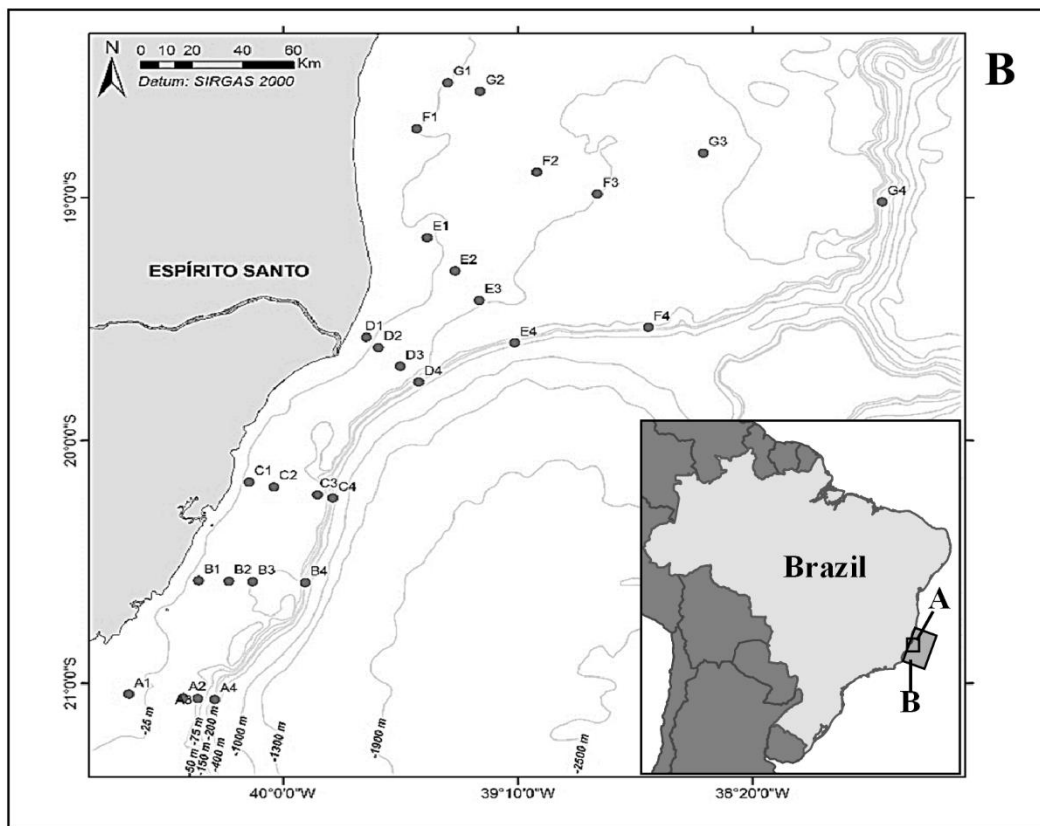 B
N
0 10 20 40 60
Km
Datum: SIRGAS 2000
G1
G2
F1
G3
F2
F3
19°0'0"S
G4
E1
ESPÍRITO SANTO
E2
E3
D1
F4
D2
E4
D3
D4
20°0'0"S
C1
C2
C3
C4
B1 B2 B3 B4
Brazil
A
B
21°0'0"S
A1
A3
A2
A4
-25 m
-50 m
-75 m
-150 m
-200 m
-400 m
-1000 m
-1300 m
-1900 m
-2500 m
40°0'0"W
39°10'0"W
38°20'0"W